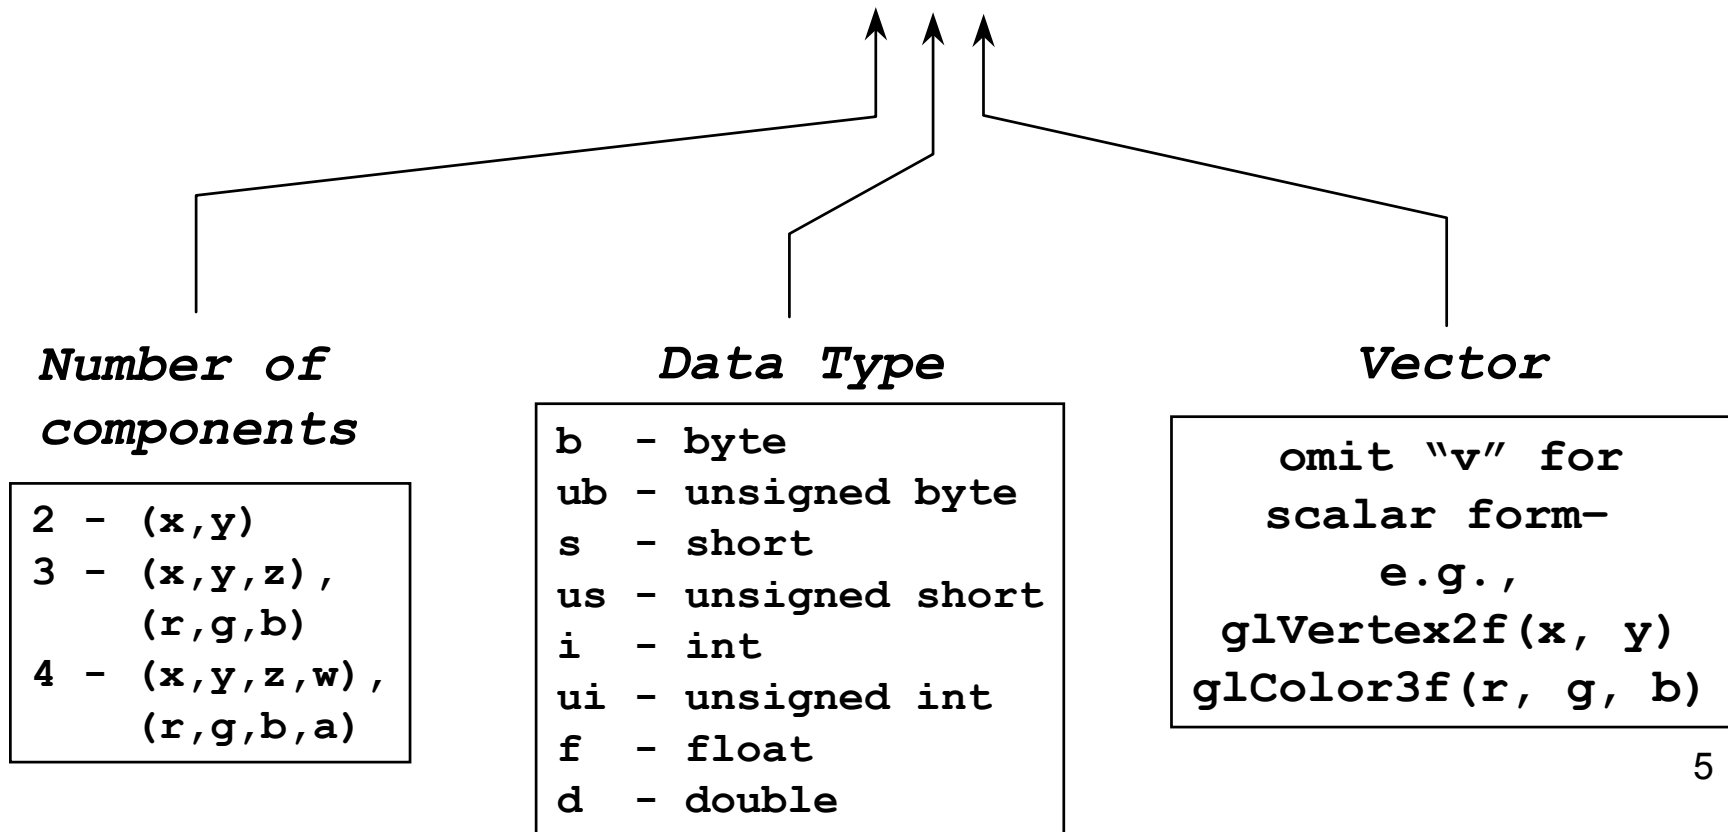 Number of
components
2 - (x,y)
3 - (x,y,z),
(r,g,b)
4 - (x,y,z,w),
(r,g,b,a)
Data Type
b - byte
ub - unsigned byte
s - short
us - unsigned short
i - int
ui - unsigned int
f - float
d - double
Vector
omit “v” for
scalar form–
e.g.,
glVertex2f(x, y)
glColor3f(r, g, b)
5